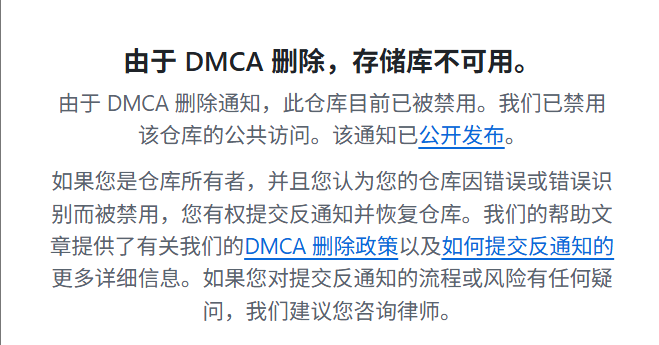 由于 DMCA 删除，存储库不可用。
由于 DMCA 删除通知，此仓库目前已被禁用。我们已禁用
该仓库的公共访问。该通知已公开发布。
如果您是仓库所有者，并且您认为您的仓库因错误或错误识
别而被禁用，您有权提交反通知并恢复仓库。我们的帮助文
章提供了有关我们的DMCA 删除政策以及如何提交反通知的
更多详细信息。如果您对提交反通知的流程或风险有任何疑
问，我们建议您咨询律师。